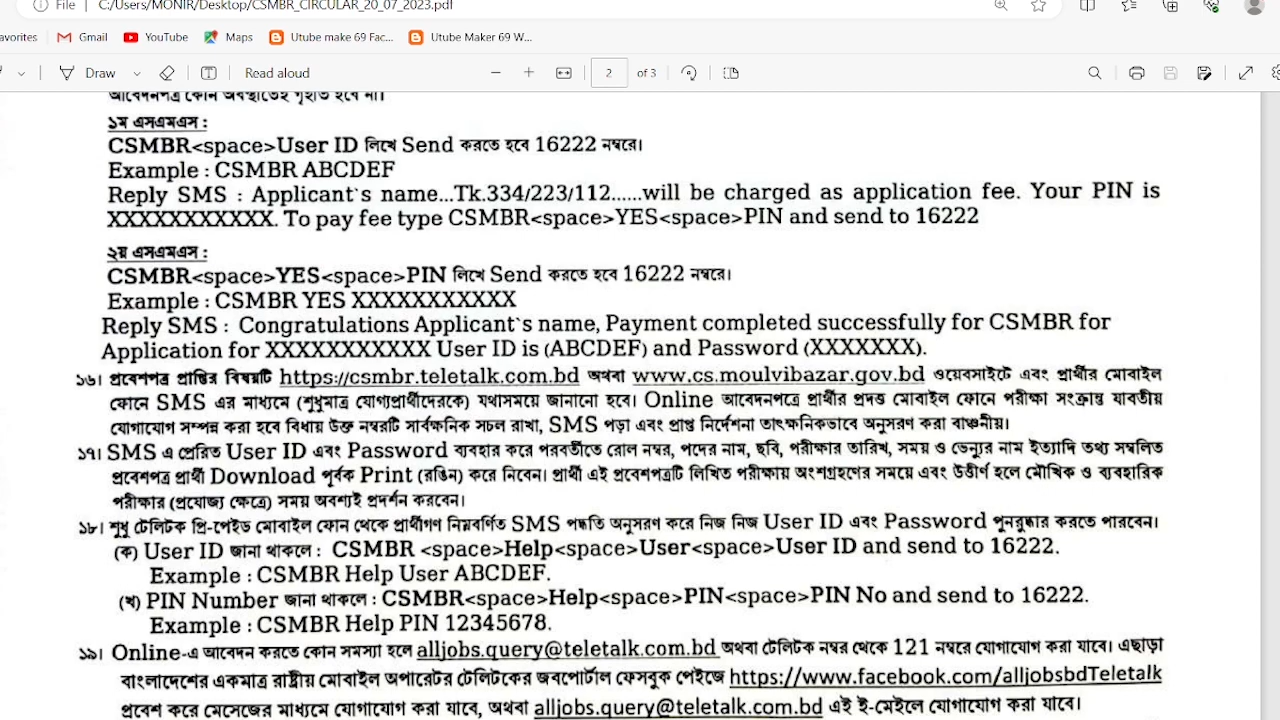 File | C:/Users/MONIR/Desktop/CSMBR_CIRCULAR_20_07_2023.pdf
avorites Gmail YouTube Maps Utube make 69 Fac... Utube Maker 69 W...
Draw Read aloud 2 of 3
আবেদনপত্র কোন অবস্থাতেই গৃহীত হবে না।
১ম এসএমএস :
CSMBR<space>User ID লিখে Send করতে হবে 16222 নম্বরে।
Example : CSMBR ABCDEF
Reply SMS : Applicant`s name...Tk.334/223/112......will be charged as application fee. Your PIN is
XXXXXXXXXXX. To pay fee type CSMBR<space>YES<space>PIN and send to 16222
২য় এসএমএস :
CSMBR<space>YES<space>PIN লিখে Send করতে হবে 16222 নম্বরে।
Example : CSMBR YES XXXXXXXXXXX
Reply SMS : Congratulations Applicant`s name, Payment completed successfully for CSMBR for
Application for XXXXXXXXXXX User ID is (ABCDEF) and Password (XXXXXXX).
১৬। প্রবেশপত্র প্রাপ্তির বিষয়টি https://csmbr.teletalk.com.bd অথবা www.cs.moulvibazar.gov.bd ওয়েবসাইটে এবং প্রার্থীর মোবাইল
ফোনে SMS এর মাধ্যমে (শুধুমাত্র যোগ্যপ্রার্থীদেরকে) যথাসময়ে জানানো হবে। Online আবেদনপত্রে প্রার্থীর প্রদত্ত মোবাইল ফোনে পরীক্ষা সংক্রান্ত যাবতীয়
যোগাযোগ সম্পন্ন করা হবে বিধায় উক্ত নম্বরটি সার্বক্ষনিক সচল রাখা, SMS পড়া এবং প্রাপ্ত নির্দেশনা তাৎক্ষনিকভাবে অনুসরণ করা বাঞ্চনীয়।
১৭। SMS এ প্রেরিত User ID এবং Password ব্যবহার করে পরবর্তীতে রোল নম্বর, পদের নাম, ছবি, পরীক্ষার তারিখ, সময় ও ভেন্যুর নাম ইত্যাদি তথ্য সম্বলিত
প্রবেশপত্র প্রার্থী Download পূর্বক Print (রঙিন) করে নিবেন। প্রার্থী এই প্রবেশপত্রটি লিখিত পরীক্ষায় অংশগ্রহণের সময়ে এবং উত্তীর্ণ হলে মৌখিক ও ব্যবহারিক
পরীক্ষার (প্রযোজ্য ক্ষেত্রে) সময় অবশ্যই প্রদর্শন করবেন।
১৮। শুধু টেলিটক প্রি-পেইড মোবাইল ফোন থেকে প্রার্থীগণ নিম্নবর্ণিত SMS পদ্ধতি অনুসরণ করে নিজ নিজ User ID এবং Password পুনরুদ্ধার করতে পারবেন।
(ক) User ID জানা থাকলে : CSMBR <space>Help<space>User<space>User ID and send to 16222.
Example : CSMBR Help User ABCDEF.
(খ) PIN Number জানা থাকলে : CSMBR<space>Help<space>PIN<space>PIN No and send to 16222.
Example : CSMBR Help PIN 12345678.
১৯। Online-এ আবেদন করতে কোন সমস্যা হলে alljobs.query@teletalk.com.bd অথবা টেলিটক নম্বর থেকে 121 নম্বরে যোগাযোগ করা যাবে। এছাড়া
বাংলাদেশের একমাত্র রাষ্ট্রীয় মোবাইল অপারেটর টেলিটকের জবপোর্টাল ফেসবুক পেইজে https://www.facebook.com/alljobsbdTeletalk
প্রবেশ করে মেসেজের মাধ্যমে যোগাযোগ করা যাবে, অথবা alljobs.query@teletalk.com.bd এই ই-মেইলে যোগাযোগ করা যাবে।